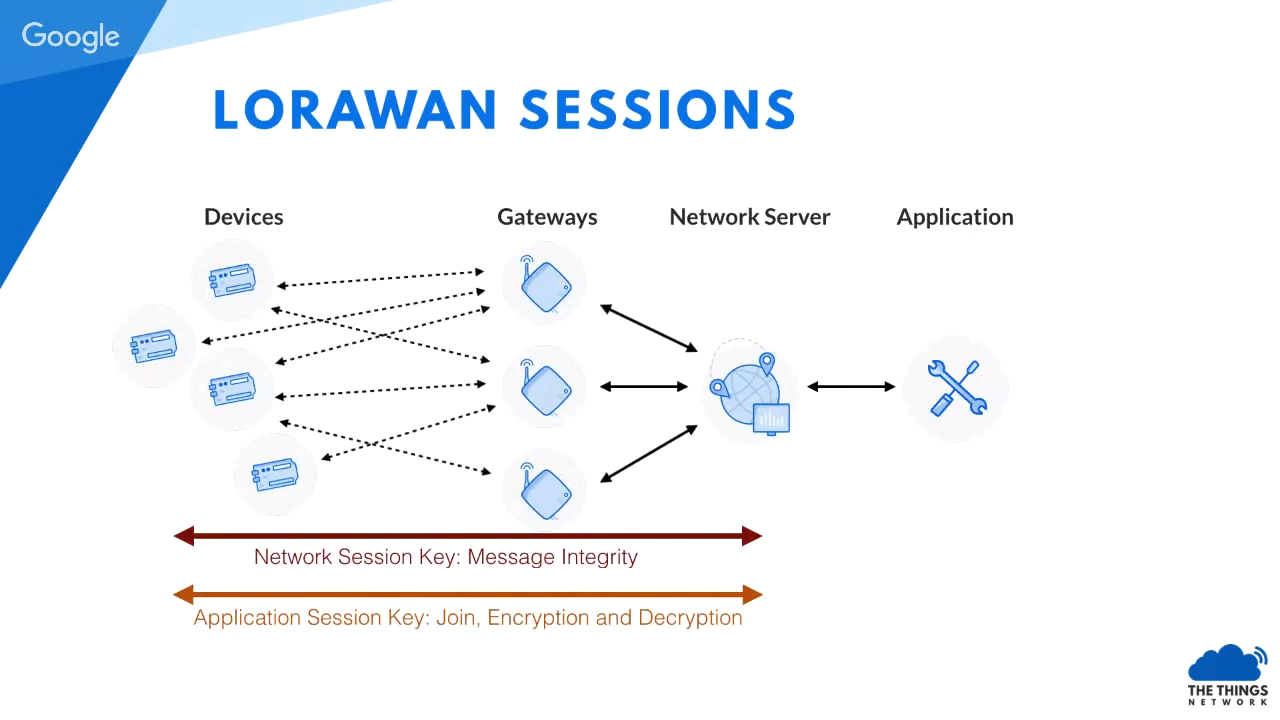 Google
LORAWAN SESSIONS
Devices
Gateways
Network Server
Application
Network Session Key: Message Integrity
Application Session Key: Join, Encryption and Decryption
THE THINGS
NETWORK